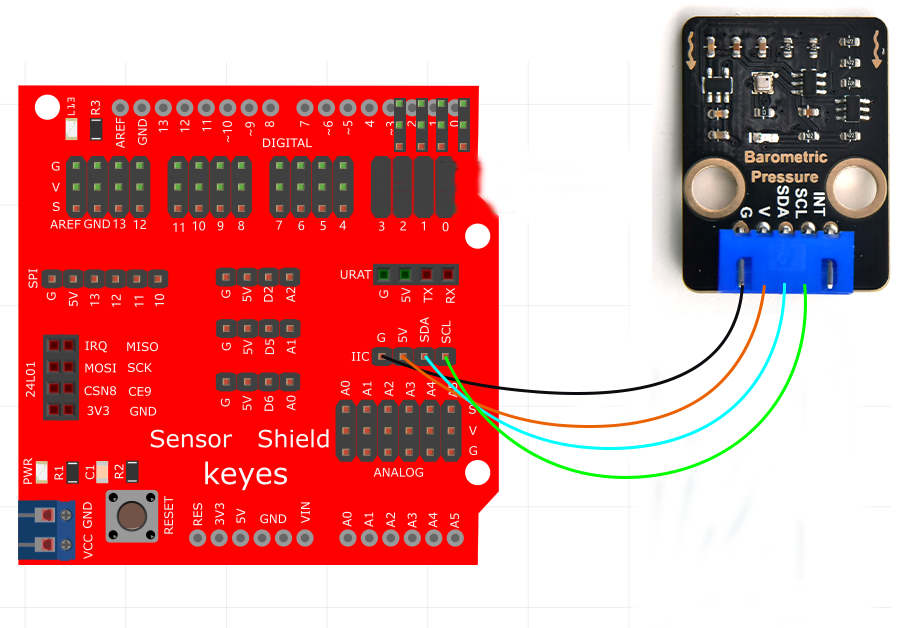 L13
R3
AREF
GND
13
12
11
~10
~9
8
7
~6
~5
4
~3
2
1
0
DIGITAL
G
V
S
AREF GND 13 12
11 10 9 8
7 6 5 4
3 2 1 0
SPI
G
5V
13
12
11
10
G
5V
D2
A2
URAT
G
5V
TX
RX
G
5V
D5
A1
G
5V
SDA
SCL
IIC
24L01
IRQ MISO
MOSI SCK
CSN8 CE9
3V3 GND
G
5V
D6
A0
A0
A1
A2
A3
A4
A5
S
V
G
ANALOG
Sensor Shield
keyes
PWR
R1
C1
R2
RESET
GND
VCC
RES
3V3
5V
GND
VIN
A0
A1
A2
A3
A4
A5
Barometric
Pressure
G
V
SDA
SCL
INT